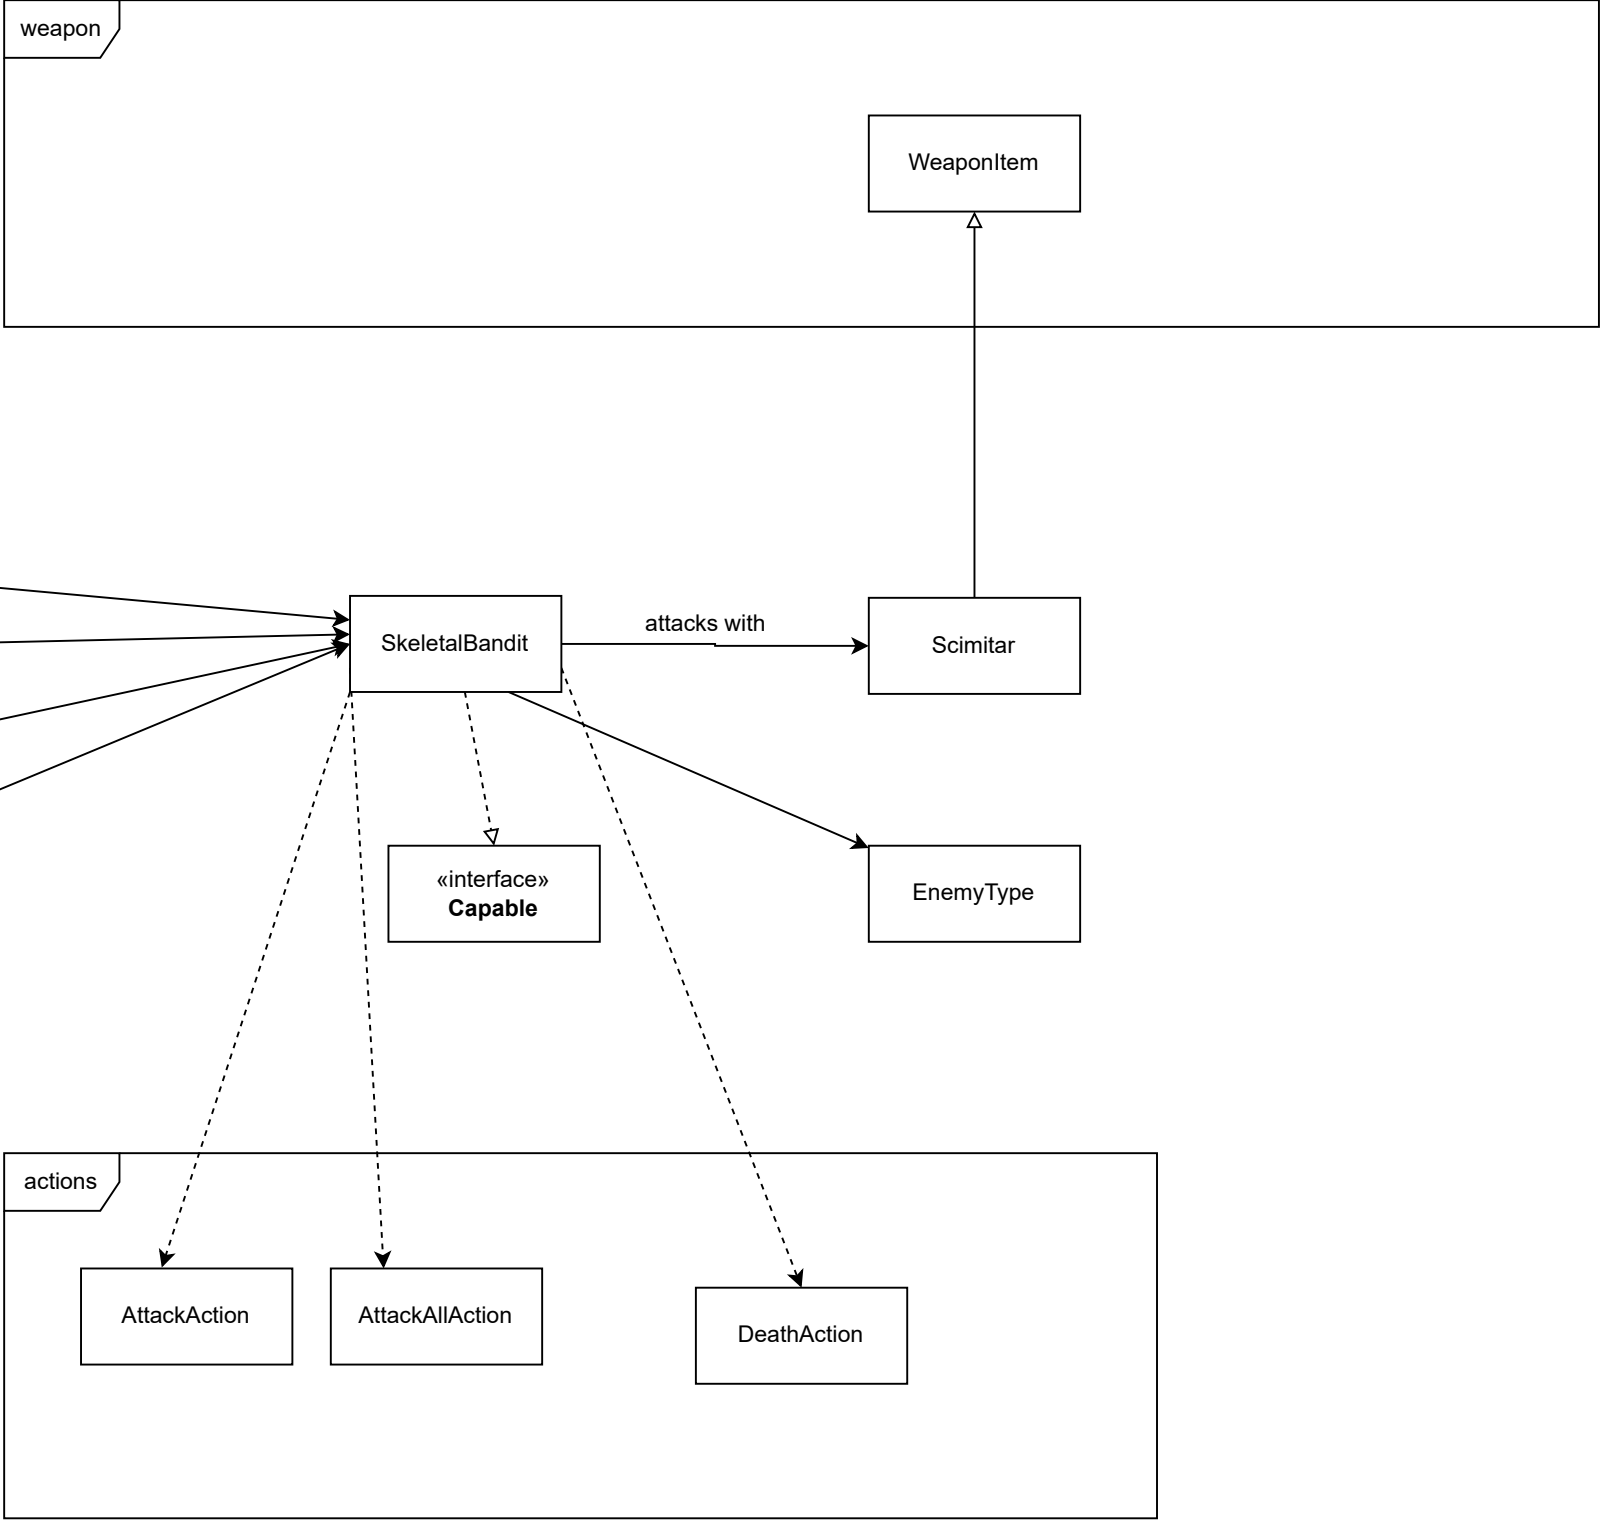 weapon
WeaponItem
attacks with
SkeletalBandit
Scimitar
«interface»
Capable
EnemyType
actions
AttackAction
AttackAllAction
DeathAction